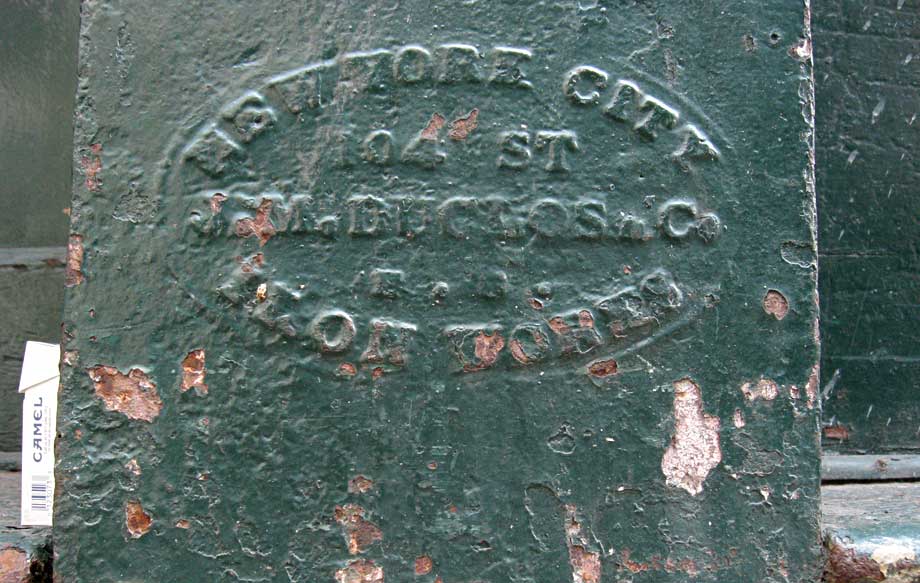 NEW YORK CITY
104 ST
J. M. DUCLOS & Co
E. R.
IRON WORKS
CAMEL